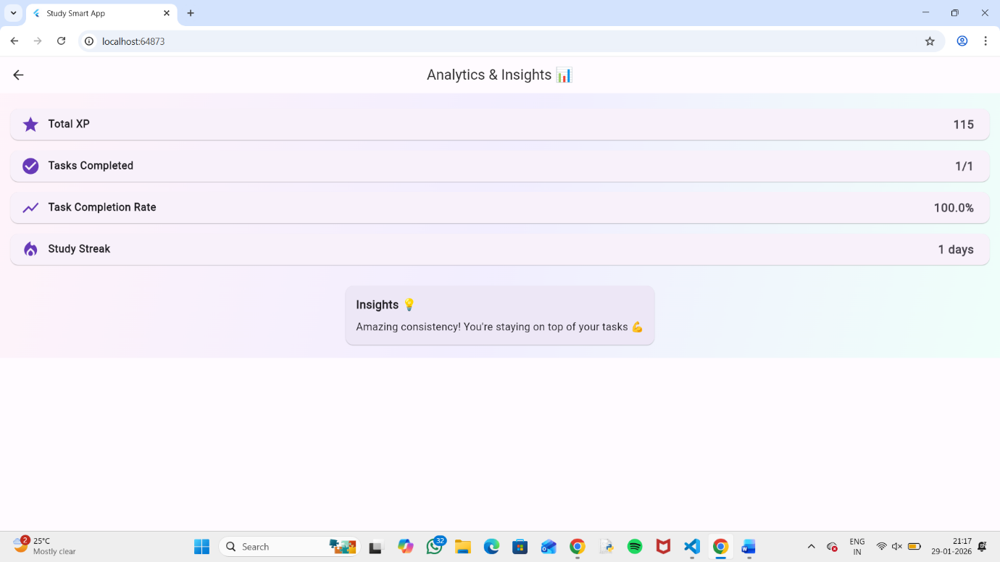 Study Smart App
localhost:64873
Analytics & Insights 📊
Total XP
115
Tasks Completed
1/1
Task Completion Rate
100.0%
Study Streak
1 days
Insights 💡
Amazing consistency! You're staying on top of your tasks 💪
2
25°C
Mostly clear
Search
32
ENG
IN
21:17
29-01-2026